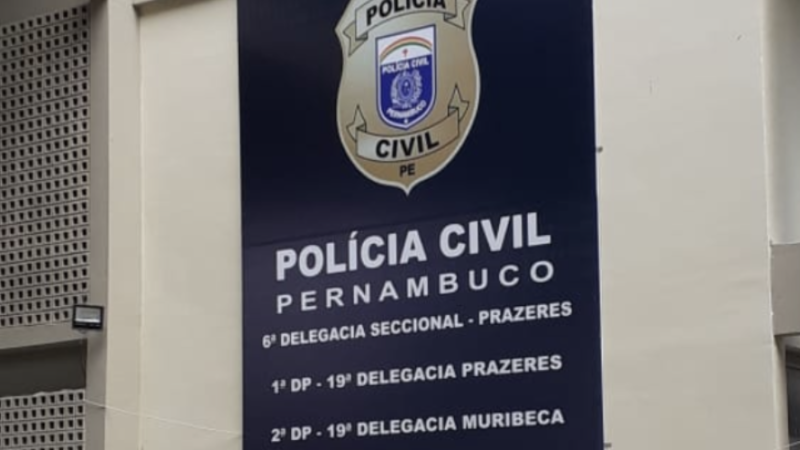 POLÍCIA
POLÍCIA CIVIL
PERNAMBUCO
CIVIL
PE
POLÍCIA CIVIL
PERNAMBUCO
6ª DELEGACIA SECCIONAL - PRAZERES
1ª DP - 19ª DELEGACIA PRAZERES
2ª DP - 19ª DELEGACIA MURIBECA